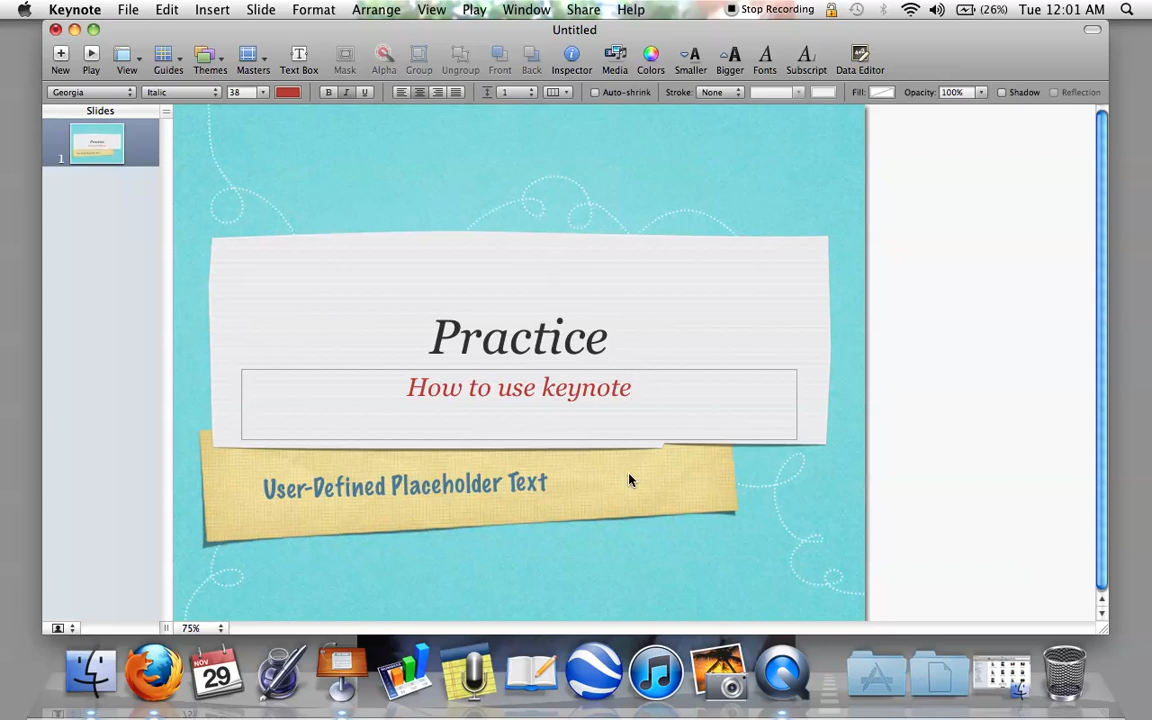 Keynote File Edit Insert Slide Format Arrange View Play Window Share Help Stop Recording (26%) Tue 12:01 AM
Untitled
New Play View Guides Themes Masters Text Box Mask Alpha Group Ungroup Front Back Inspector Media Colors Smaller Bigger Fonts Subscript Data Editor
Georgia Italic 38 B I U 1 Auto-shrink Stroke: None Fill: Opacity: 100% Shadow Reflection
Slides
1
Practice
How to use keynote
User-Defined Placeholder Text
75%
NOV
29